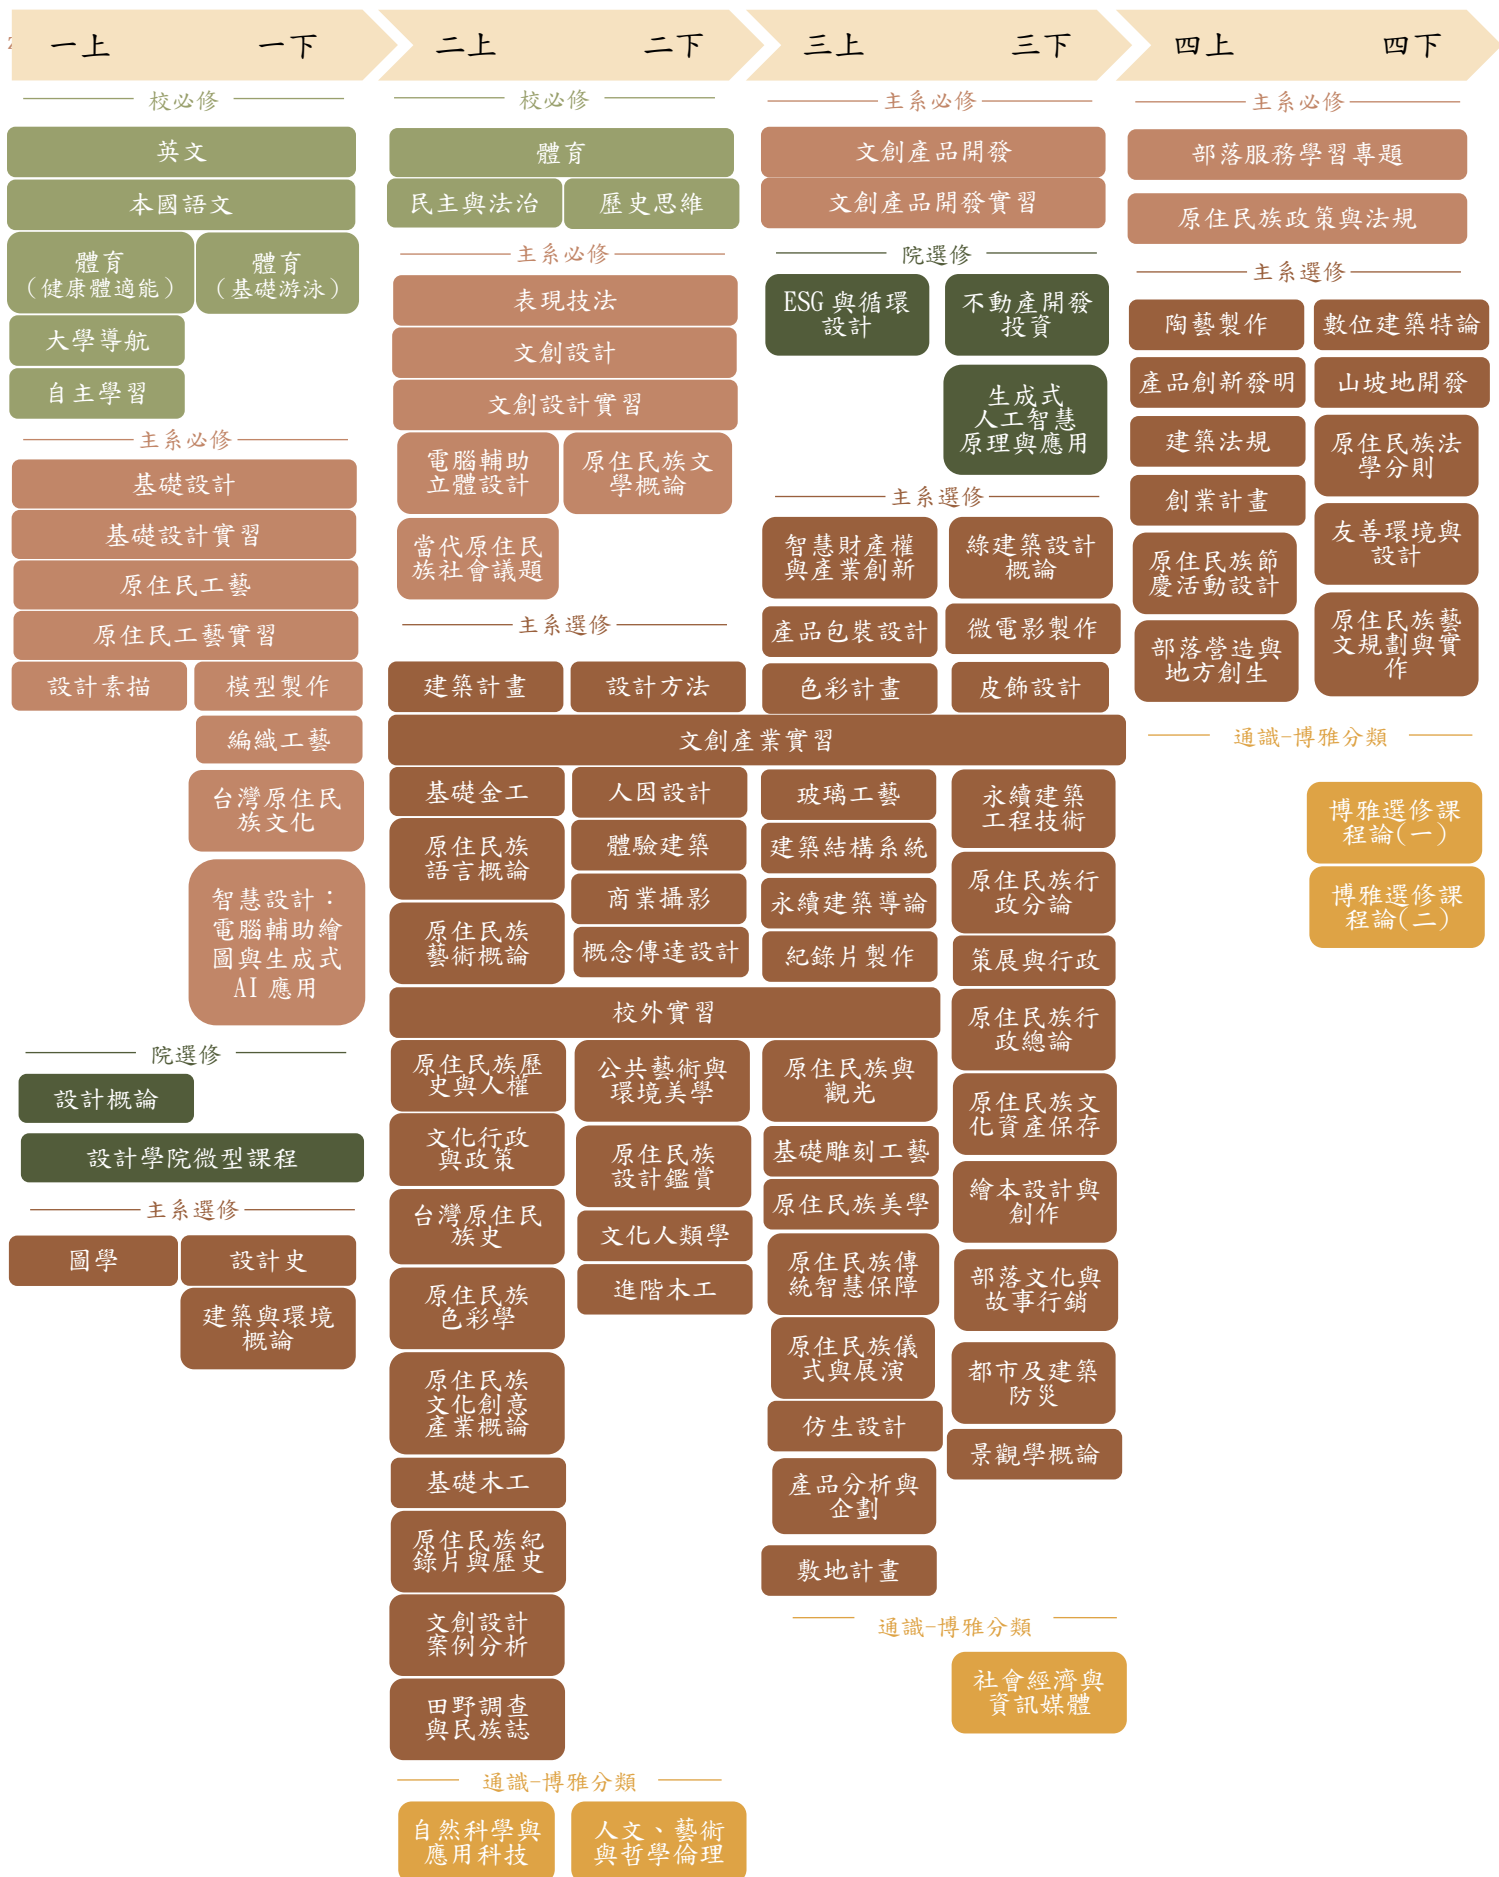 一上
一下
二上
二下
三上
三下
四上
四下
校必修
英文
本國語文
體育
（健康體適能）
體育
（基礎游泳）
大學導航
自主學習
主系必修
基礎設計
基礎設計實習
原住民工藝
原住民工藝實習
設計素描
模型製作
編織工藝
台灣原住民
族文化
智慧設計：
電腦輔助繪
圖與生成式
AI 應用
院選修
設計概論
設計學院微型課程
主系選修
圖學
設計史
建築與環境
概論
校必修
體育
民主與法治
歷史思維
主系必修
表現技法
文創設計
文創設計實習
電腦輔助
立體設計
原住民族文
學概論
當代原住民
族社會議題
主系選修
建築計畫
設計方法
文創產業實習
基礎金工
人因設計
原住民族
語言概論
體驗建築
商業攝影
原住民族
藝術概論
概念傳達設計
校外實習
原住民族歷
史與人權
公共藝術與
環境美學
文化行政
與政策
原住民族
設計鑑賞
台灣原住民
族史
文化人類學
原住民族
色彩學
進階木工
原住民族
文化創意
產業概論
基礎木工
原住民族紀
錄片與歷史
文創設計
案例分析
田野調查
與民族誌
通識-博雅分類
自然科學與
應用科技
人文、藝術
與哲學倫理
主系必修
文創產品開發
文創產品開發實習
院選修
ESG 與循環
設計
不動產開發
投資
生成式
人工智慧
原理與應用
主系選修
智慧財產權
與產業創新
綠建築設計
概論
產品包裝設計
微電影製作
色彩計畫
皮飾設計
玻璃工藝
永續建築
工程技術
建築結構系統
永續建築導論
原住民族行
政分論
紀錄片製作
策展與行政
原住民族行
政總論
原住民族與
觀光
原住民族文
化資產保存
基礎雕刻工藝
原住民族美學
繪本設計與
創作
原住民族傳
統智慧保障
部落文化與
故事行銷
原住民族儀
式與展演
都市及建築
防災
仿生設計
景觀學概論
產品分析與
企劃
敷地計畫
通識-博雅分類
社會經濟與
資訊媒體
主系必修
部落服務學習專題
原住民族政策與法規
主系選修
陶藝製作
數位建築特論
產品創新發明
山坡地開發
建築法規
原住民族法
學分則
創業計畫
友善環境與
設計
原住民族節
慶活動設計
原住民族藝
文規劃與實
作
部落營造與
地方創生
通識-博雅分類
博雅選修課
程論(一)
博雅選修課
程論(二)